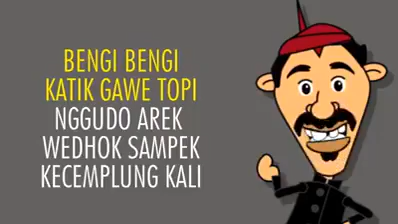 BENGI BENGI
KATIK GAWE TOPI
NGGUDO AREK
WEDHOK SAMPEK
KECEMPLUNG KALI